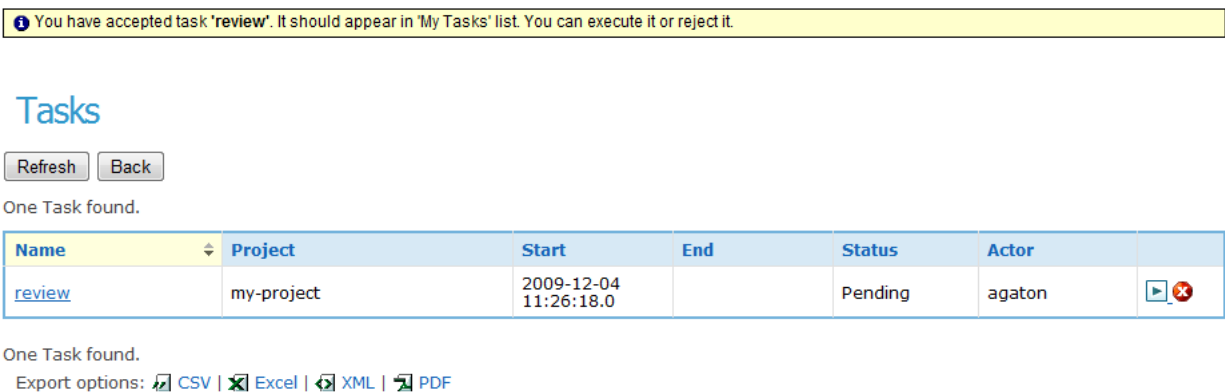 You have accepted task 'review'. It should appear in 'My Tasks' list. You can execute it or reject it.
Tasks
Refresh Back
One Task found.
Name Project Start End Status Actor
review my-project 2009-12-04 11:26:18.0 Pending agaton
One Task found.
Export options: CSV | Excel | XML | PDF